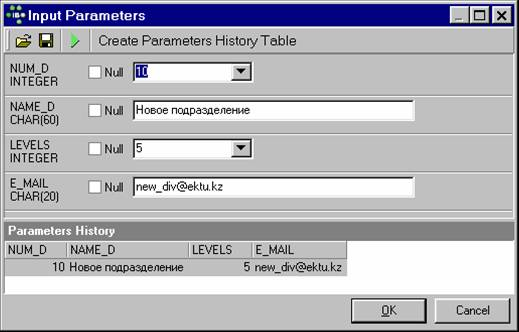 Input Parameters
Create Parameters History Table
NUM_D
INTEGER
Null
10
NAME_D
CHAR(60)
Null
Новое подразделение
LEVELS
INTEGER
Null
5
E_MAIL
CHAR(20)
Null
new_div@ektu.kz
Parameters History
NUM_D NAME_D LEVELS E_MAIL
10 Новое подразделение 5 new_div@ektu.kz
OK Cancel